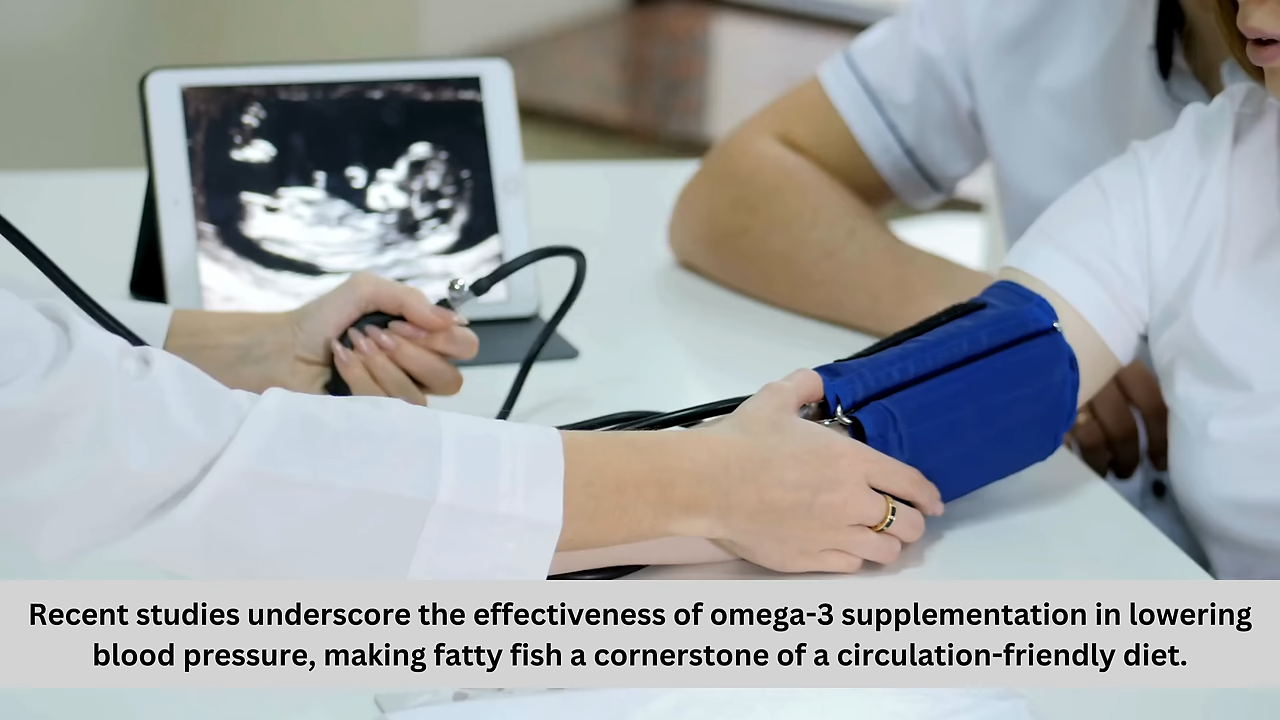 Recent studies underscore the effectiveness of omega-3 supplementation in lowering
blood pressure, making fatty fish a cornerstone of a circulation-friendly diet.